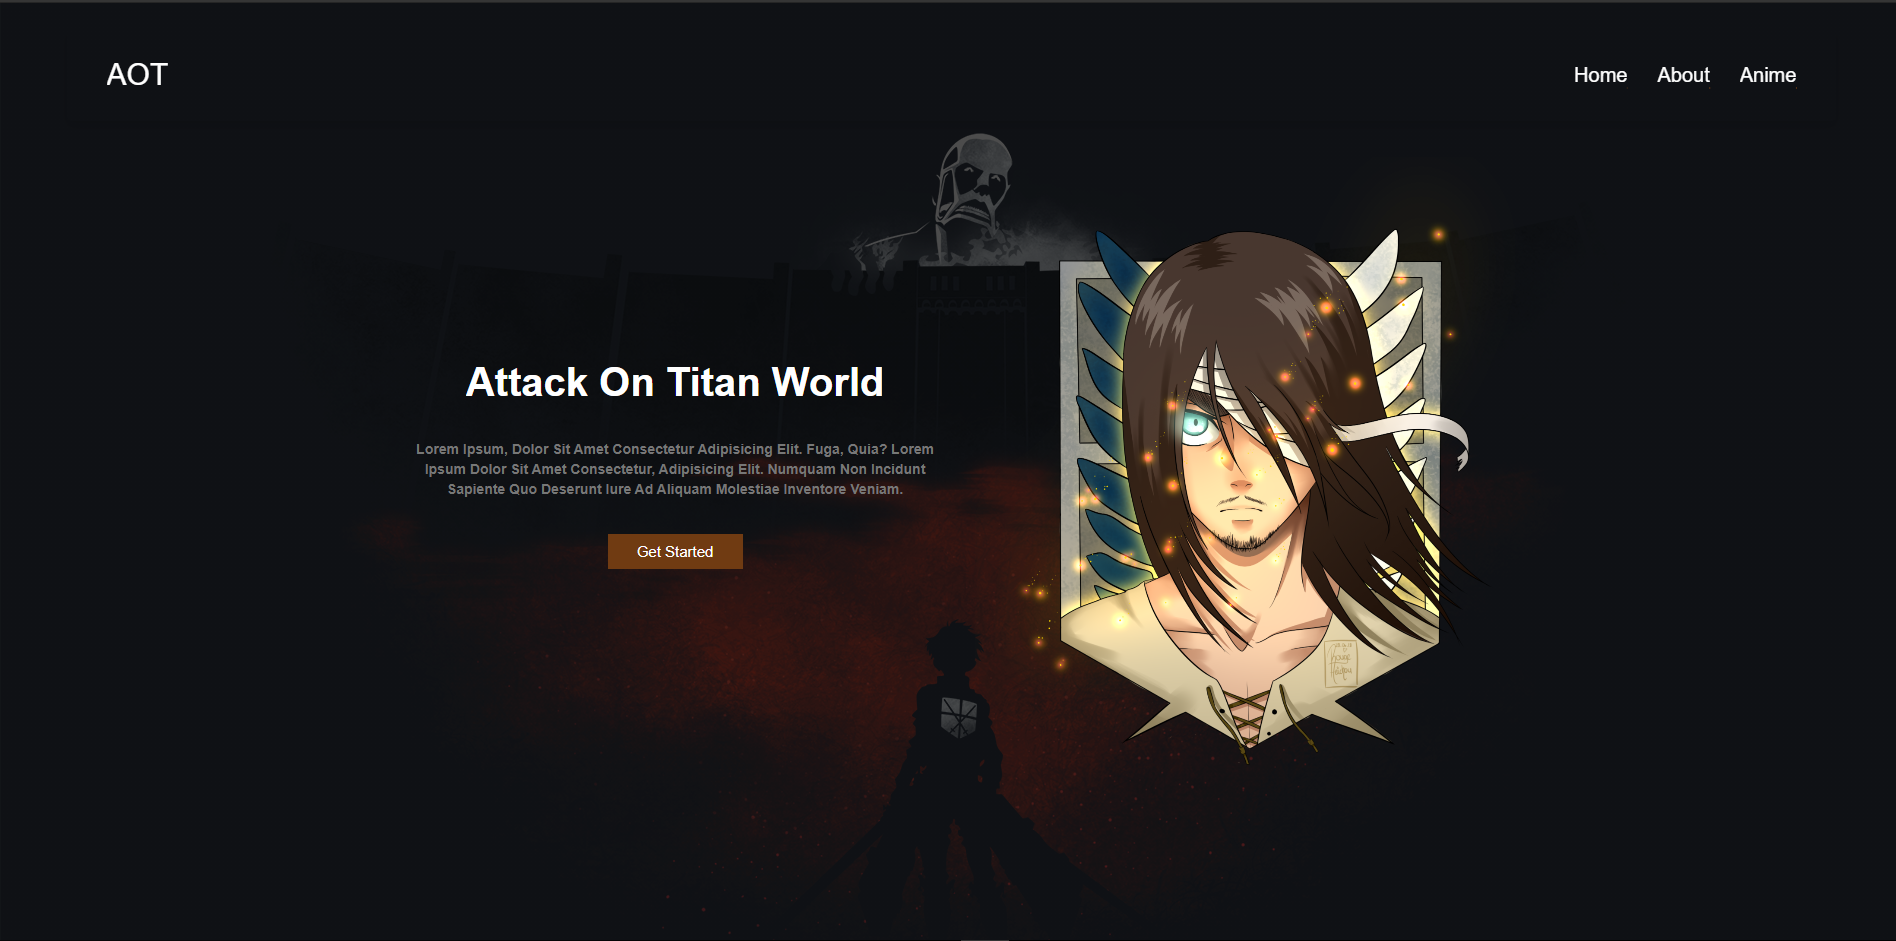 AOT
Home
About
Anime
Attack On Titan World
Lorem Ipsum, Dolor Sit Amet Consectetur Adipisicing Elit. Fuga, Quia? Lorem
Ipsum Dolor Sit Amet Consectetur, Adipisicing Elit. Numquam Non Incidunt
Sapiente Quo Deserunt Iure Ad Aliquam Molestiae Inventore Veniam.
Get Started